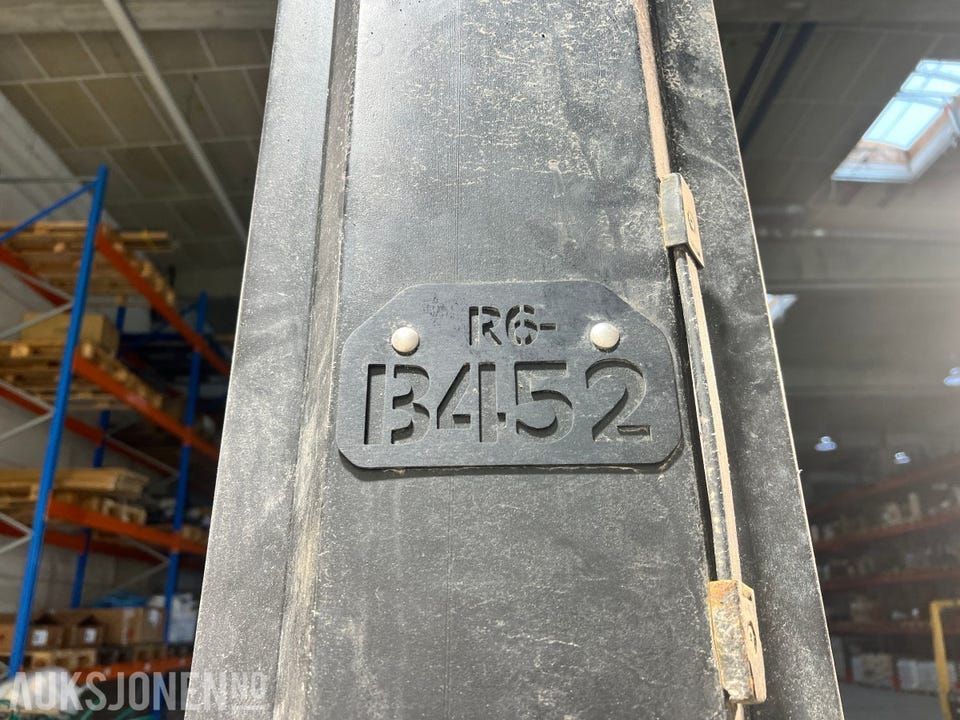 R6-
B452
AUKSJONEN.NO